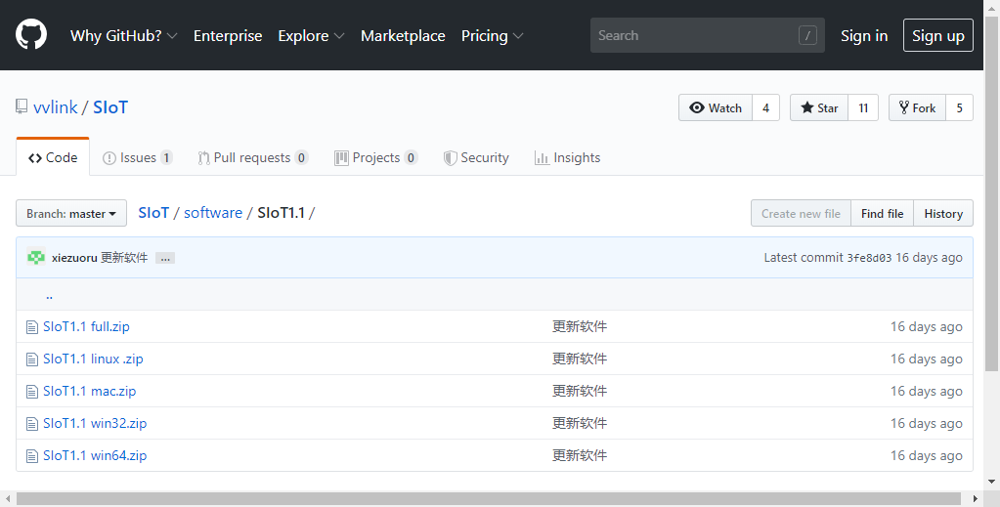 Why GitHub? Enterprise Explore Marketplace Pricing Search / Sign in Sign up
vvlink / SIoT Watch 4 Star 11 Fork 5
Code Issues 1 Pull requests 0 Projects 0 Security Insights
Branch: master SIoT / software / SIoT1.1 / Create new file Find file History
xiezuoru 更新软件 ... Latest commit 3fe8d03 16 days ago
..
SIoT1.1 full.zip 更新软件 16 days ago
SIoT1.1 linux .zip 更新软件 16 days ago
SIoT1.1 mac.zip 更新软件 16 days ago
SIoT1.1 win32.zip 更新软件 16 days ago
SIoT1.1 win64.zip 更新软件 16 days ago